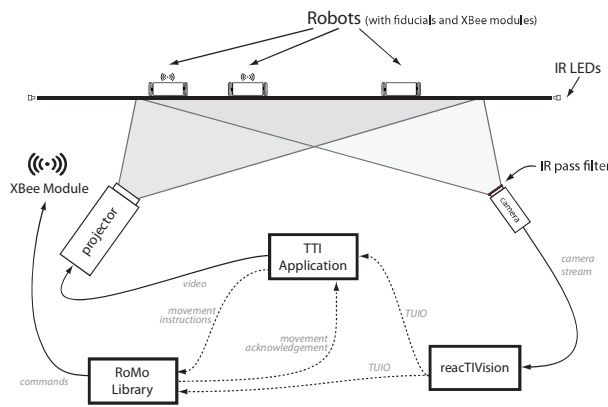 Robots (with fiducials and XBee modules)
IR LEDs
XBee Module
IR pass filter
projector
camera
TTI
Application
camera
stream
video
movement
instructions
TUIO
movement
acknowledgement
RoMo
Library
TUIO
reacTIVision
commands